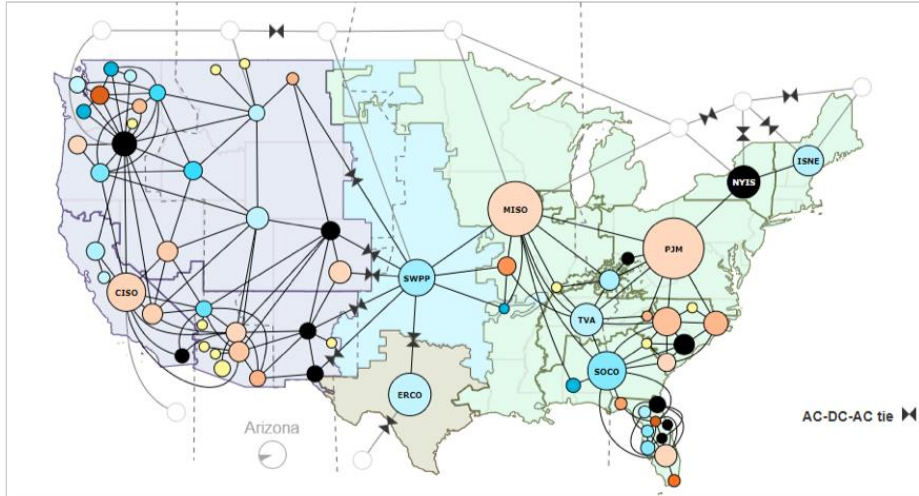 NYIS
ISNE
MISO
PJM
SWPP
CISO
TVA
SOCO
ERCO
AC-DC-AC tie
Arizona